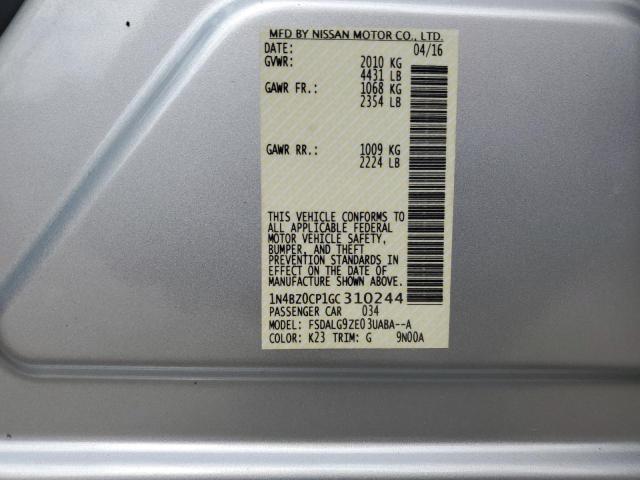 MFD BY NISSAN MOTOR CO., LTD.
DATE: 04/16
GVWR: 2010 KG
4431 LB
GAWR FR.: 1068 KG
2354 LB
GAWR RR.: 1009 KG
2224 LB
THIS VEHICLE CONFORMS TO
ALL APPLICABLE FEDERAL
MOTOR VEHICLE SAFETY,
BUMPER, AND THEFT
PREVENTION STANDARDS IN
EFFECT ON THE DATE OF
MANUFACTURE SHOWN ABOVE.
1N4BZ0CP1GC310244
PASSENGER CAR 034
MODEL: FSDALG9ZE03UABA--A
COLOR: K23 TRIM: G 9N00A